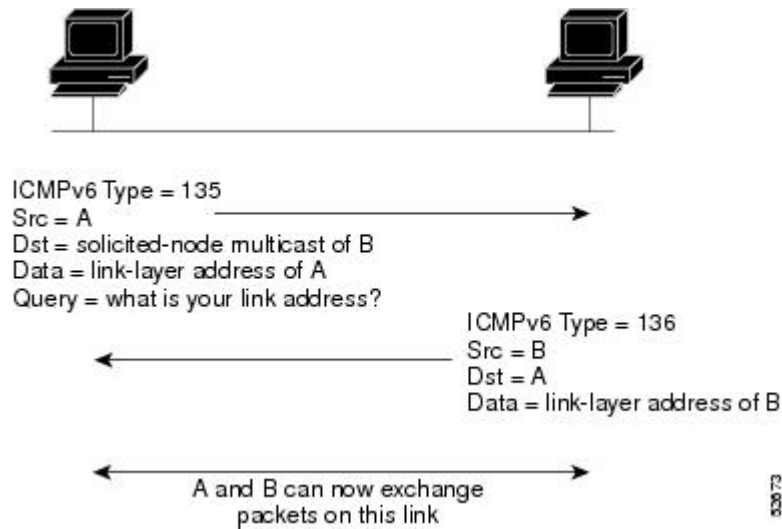 ICMPv6 Type = 135
Src = A
Dst = solicited-node multicast of B
Data = link-layer address of A
Query = what is your link address?
ICMPv6 Type = 136
Src = B
Dst = A
Data = link-layer address of B
A and B can now exchange
packets on this link